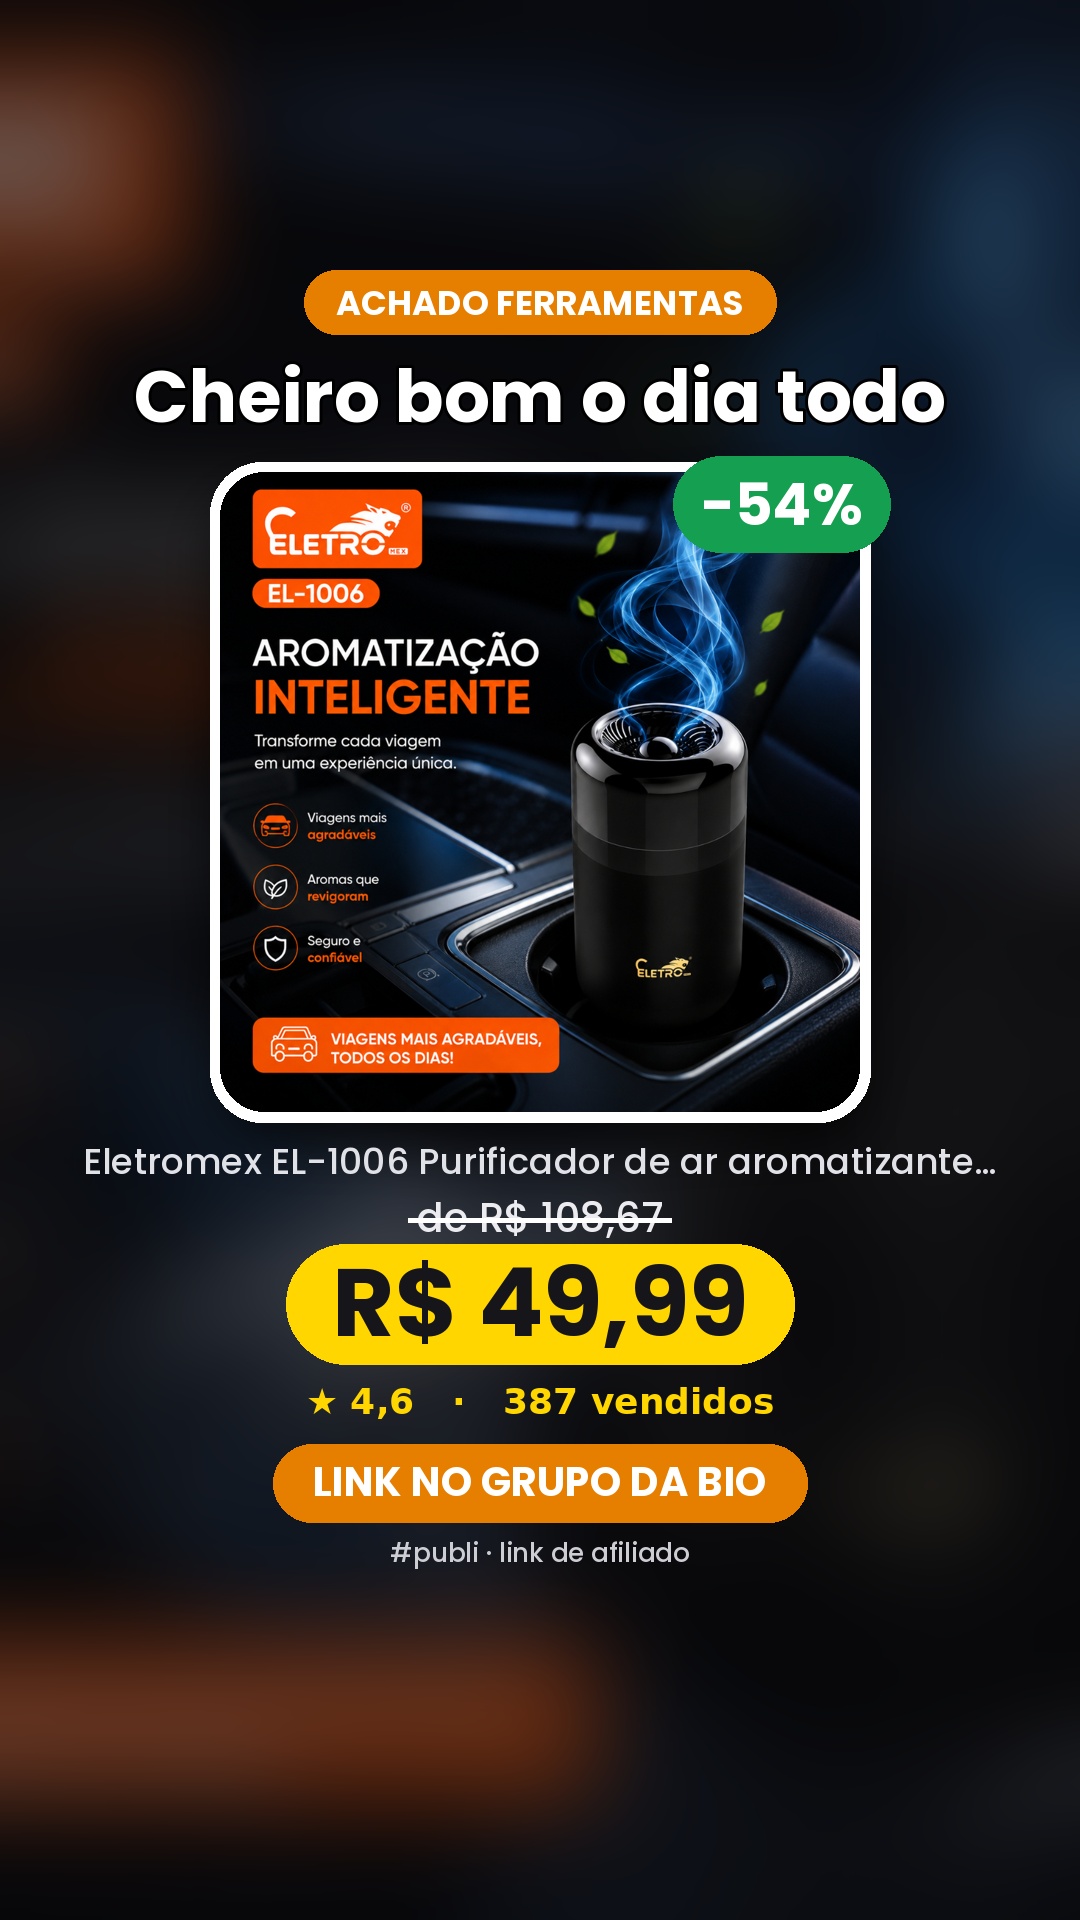 ACHADO FERRAMENTAS
Cheiro bom o dia todo
-54%
ELETRO MEX ®
EL-1006
AROMATIZAÇÃO
INTELIGENTE
Transforme cada viagem
em uma experiência única.
Viagens mais
agradáveis
Aromas que
revigoram
Seguro e
confiável
ELETRO
VIAGENS MAIS AGRADÁVEIS,
TODOS OS DIAS!
Eletromex EL-1006 Purificador de ar aromatizante...
de R$ 108,67
R$ 49,99
★ 4,6 · 387 vendidos
LINK NO GRUPO DA BIO
#publi · link de afiliado